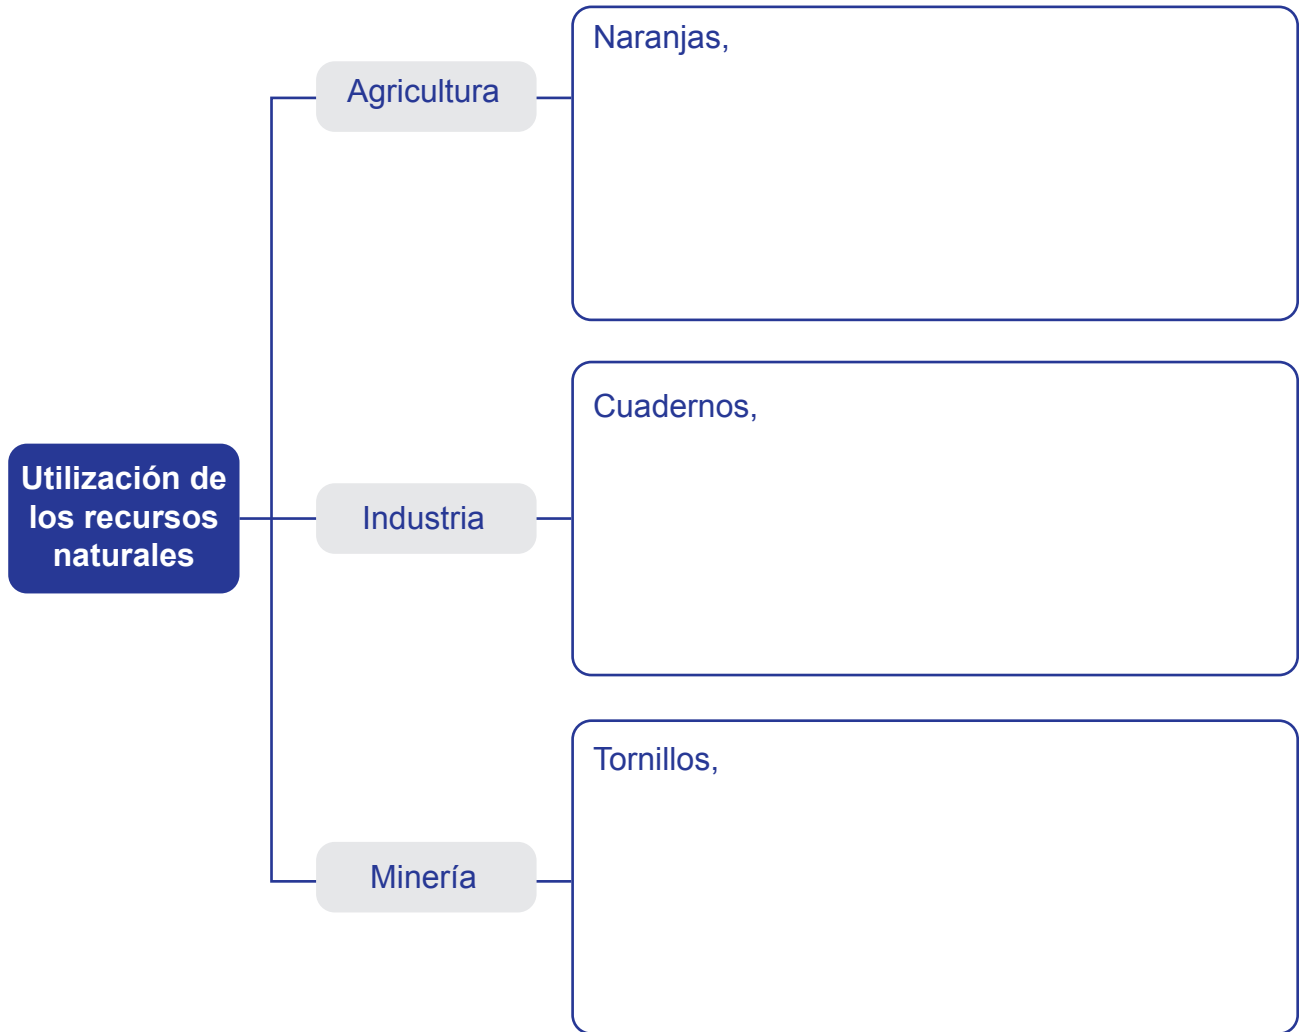 Utilización de
los recursos
naturales
Agricultura
Naranjas,
Industria
Cuadernos,
Minería
Tornillos,